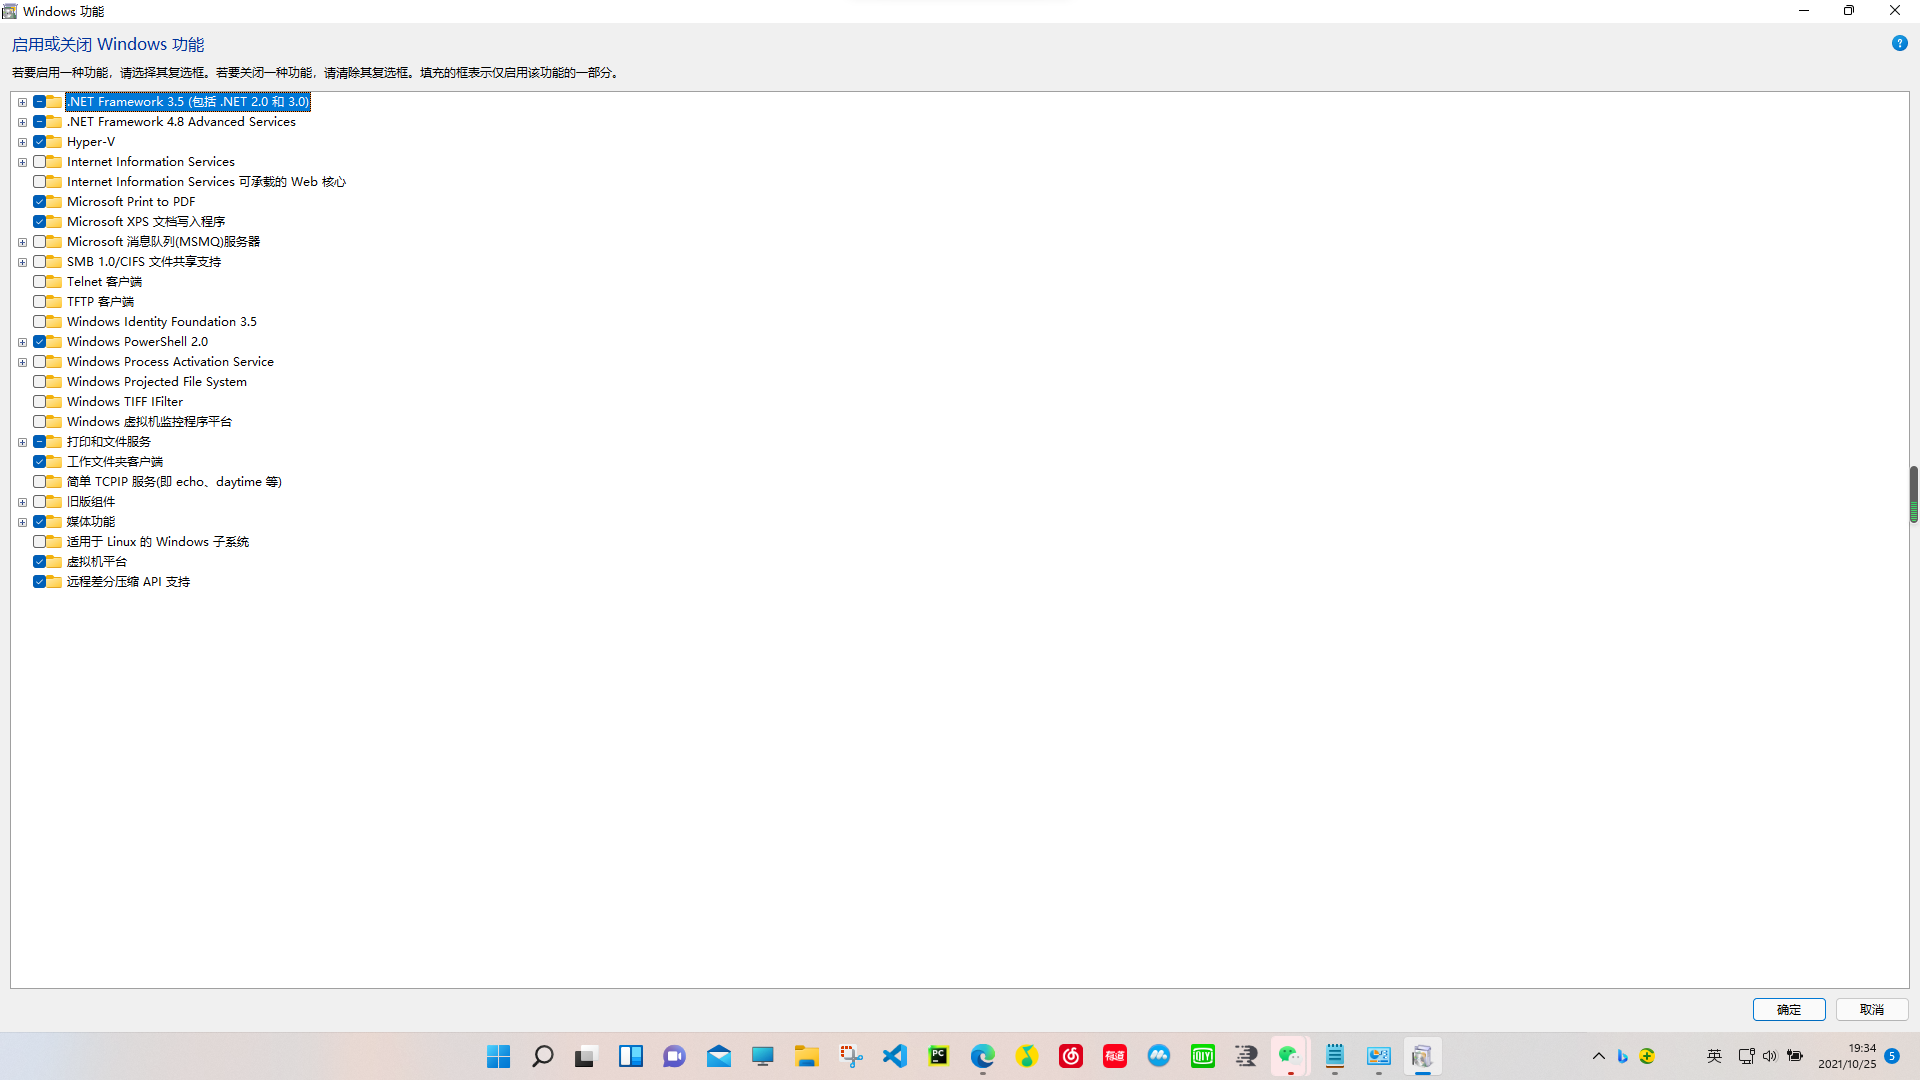 Windows 功能
启用或关闭 Windows 功能
若要启用一种功能，请选择其复选框。若要关闭一种功能，请清除其复选框。填充的框表示仅启用该功能的一部分。
.NET Framework 3.5 (包括 .NET 2.0 和 3.0)
.NET Framework 4.8 Advanced Services
Hyper-V
Internet Information Services
Internet Information Services 可承载的 Web 核心
Microsoft Print to PDF
Microsoft XPS 文档写入程序
Microsoft 消息队列(MSMQ)服务器
SMB 1.0/CIFS 文件共享支持
Telnet 客户端
TFTP 客户端
Windows Identity Foundation 3.5
Windows PowerShell 2.0
Windows Process Activation Service
Windows Projected File System
Windows TIFF IFilter
Windows 虚拟机监控程序平台
打印和文件服务
工作文件夹客户端
简单 TCPIP 服务(即 echo、daytime 等)
旧版组件
媒体功能
适用于 Linux 的 Windows 子系统
虚拟机平台
远程差分压缩 API 支持
确定 取消
PC 有道 DIY 英 19:34 5
2021/10/25